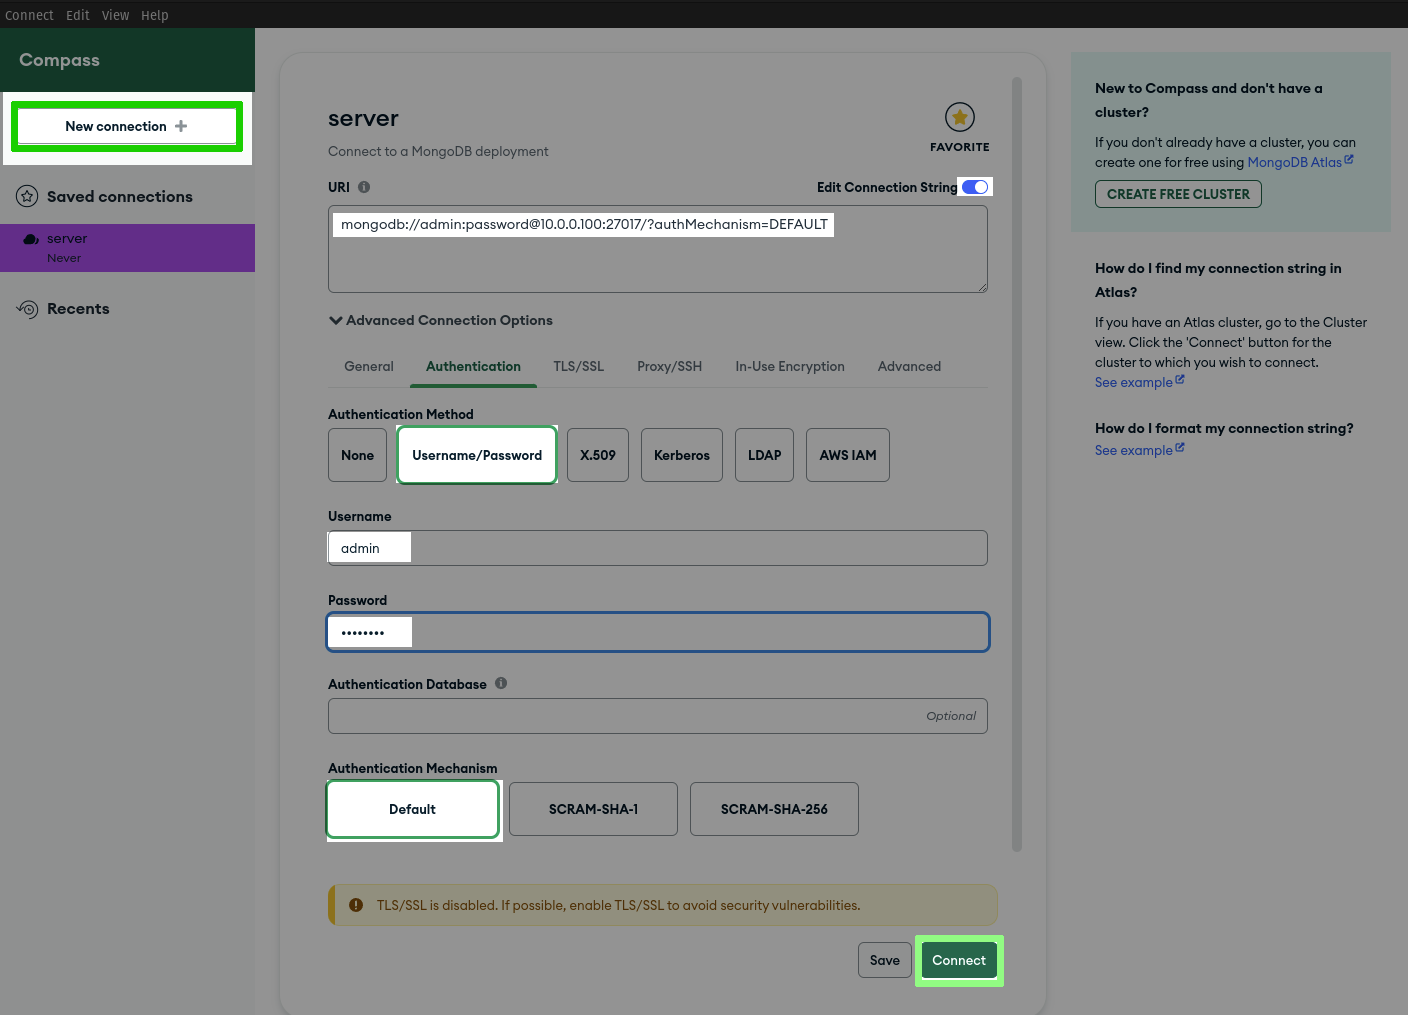 Connect Edit View Help
Compass
New connection
Saved connections
server
Never
Recents
server
Connect to a MongoDB deployment
FAVORITE
URI
Edit Connection String
mongodb://admin:password@10.0.0.100:27017/?authMechanism=DEFAULT
Advanced Connection Options
General Authentication TLS/SSL Proxy/SSH In-Use Encryption Advanced
Authentication Method
None Username/Password X.509 Kerberos LDAP AWS IAM
Username
admin
Password
••••••••
Authentication Database
Optional
Authentication Mechanism
Default SCRAM-SHA-1 SCRAM-SHA-256
TLS/SSL is disabled. If possible, enable TLS/SSL to avoid security vulnerabilities.
Save Connect
New to Compass and don't have a
cluster?
If you don't already have a cluster, you can
create one for free using MongoDB Atlas
CREATE FREE CLUSTER
How do I find my connection string in
Atlas?
If you have an Atlas cluster, go to the Cluster
view. Click the 'Connect' button for the
cluster to which you wish to connect.
See example
How do I format my connection string?
See example